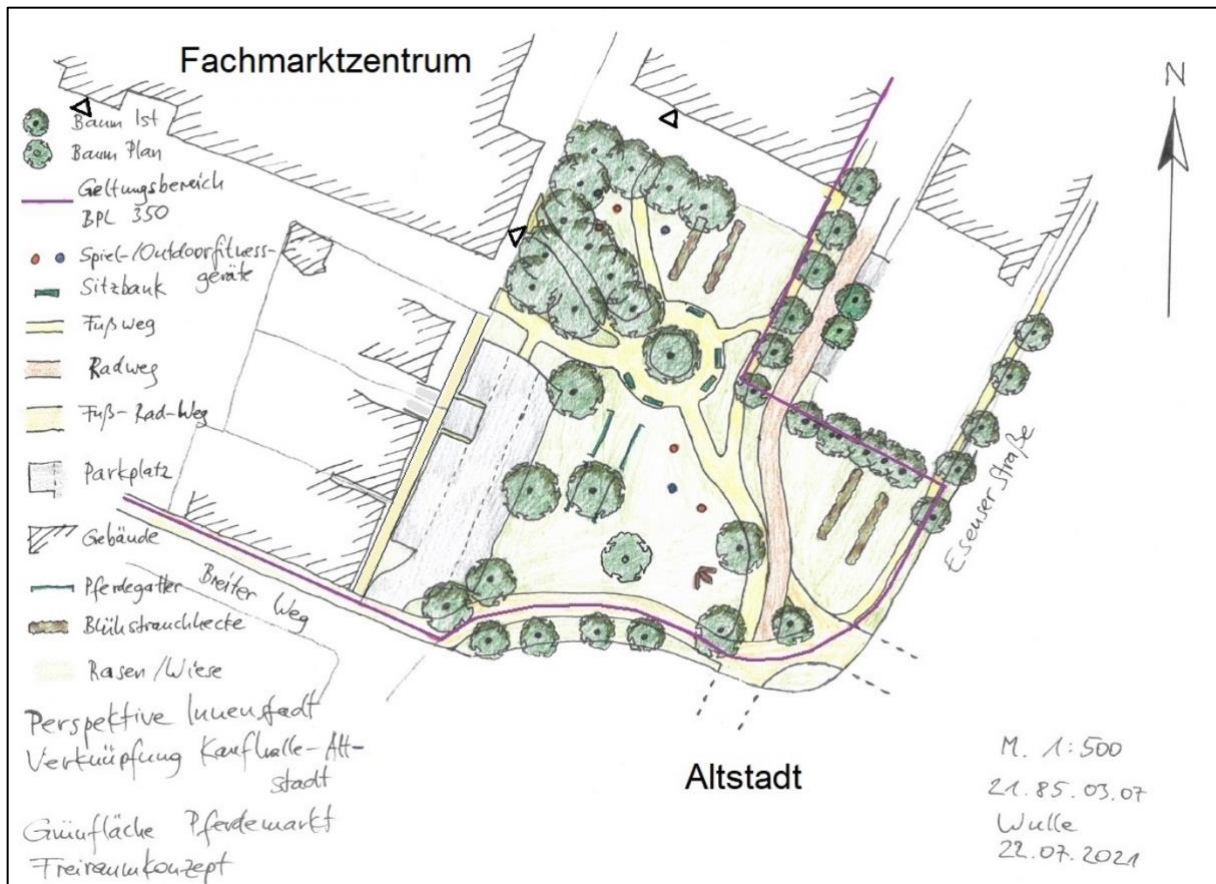 Fachmarktzentrum
N
Baum Ist
Baum Plan
Geltungsbereich
BPL 350
Spiel-/Outdoorfitness-
geräte
Sitzbank
Fußweg
Radweg
Fuß-Rad-Weg
Parkplatz
Gebäude
Pferdegatter
Blühstrauchhecke
Rasen/Wiese
Breiter Weg
Esenser Straße
Altstadt
Perspektive Innenstadt
Verknüpfung Kaufhalle-Alt-
stadt
Grünfläche Pferdemarkt
Freiraumkonzept
M. 1:500
21.85.03.07
Wulle
22.07.2021